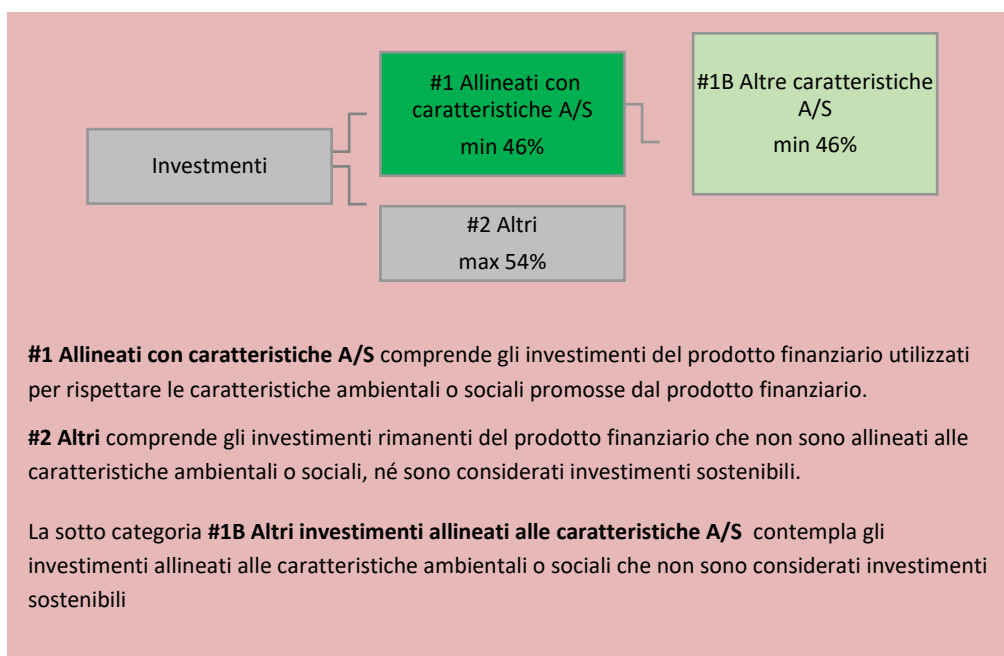 #1 Allineati con
caratteristiche A/S
min 46%
#1B Altre caratteristiche
A/S
min 46%
Investmenti
#2 Altri
max 54%
#1 Allineati con caratteristiche A/S comprende gli investimenti del prodotto finanziario utilizzati
per rispettare le caratteristiche ambientali o sociali promosse dal prodotto finanziario.
#2 Altri comprende gli investimenti rimanenti del prodotto finanziario che non sono allineati alle
caratteristiche ambientali o sociali, né sono considerati investimenti sostenibili.
La sotto categoria #1B Altri investimenti allineati alle caratteristiche A/S contempla gli
investimenti allineati alle caratteristiche ambientali o sociali che non sono considerati investimenti
sostenibili